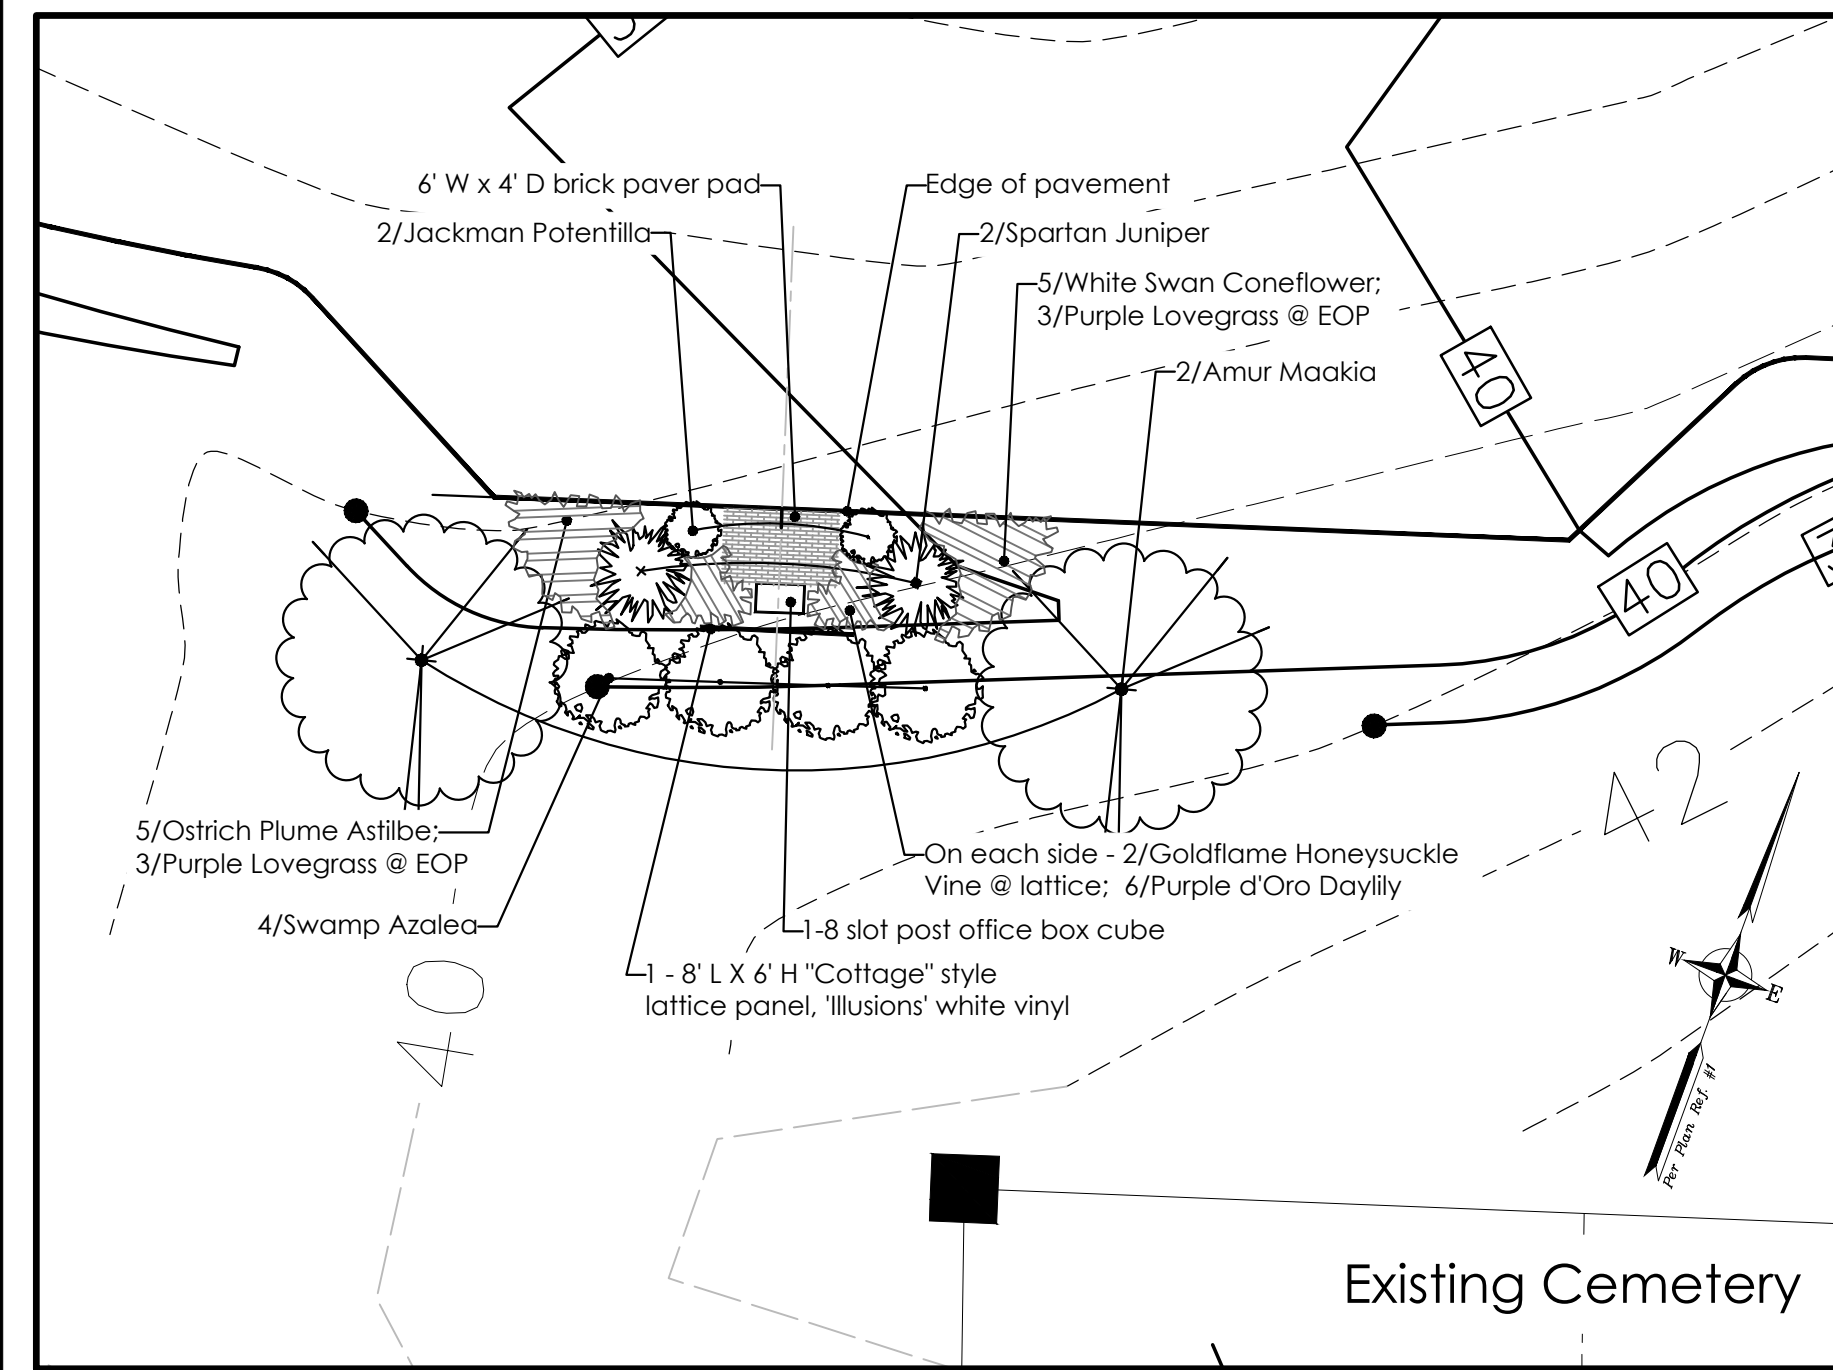 6' W x 4' D brick paver pad
Edge of pavement
2/Jackman Potentilla
2/Spartan Juniper
5/White Swan Coneflower;
3/Purple Lovegrass @ EOP
2/Amur Maakia
40
40
42
5/Ostrich Plume Astilbe;
3/Purple Lovegrass @ EOP
On each side - 2/Goldflame Honeysuckle
Vine @ lattice; 6/Purple d'Oro Daylily
4/Swamp Azalea
1-8 slot post office box cube
1 - 8' L X 6' H "Cottage" style
lattice panel, 'Illusions' white vinyl
40
W
E
Per Plan Ref. #1
Existing Cemetery